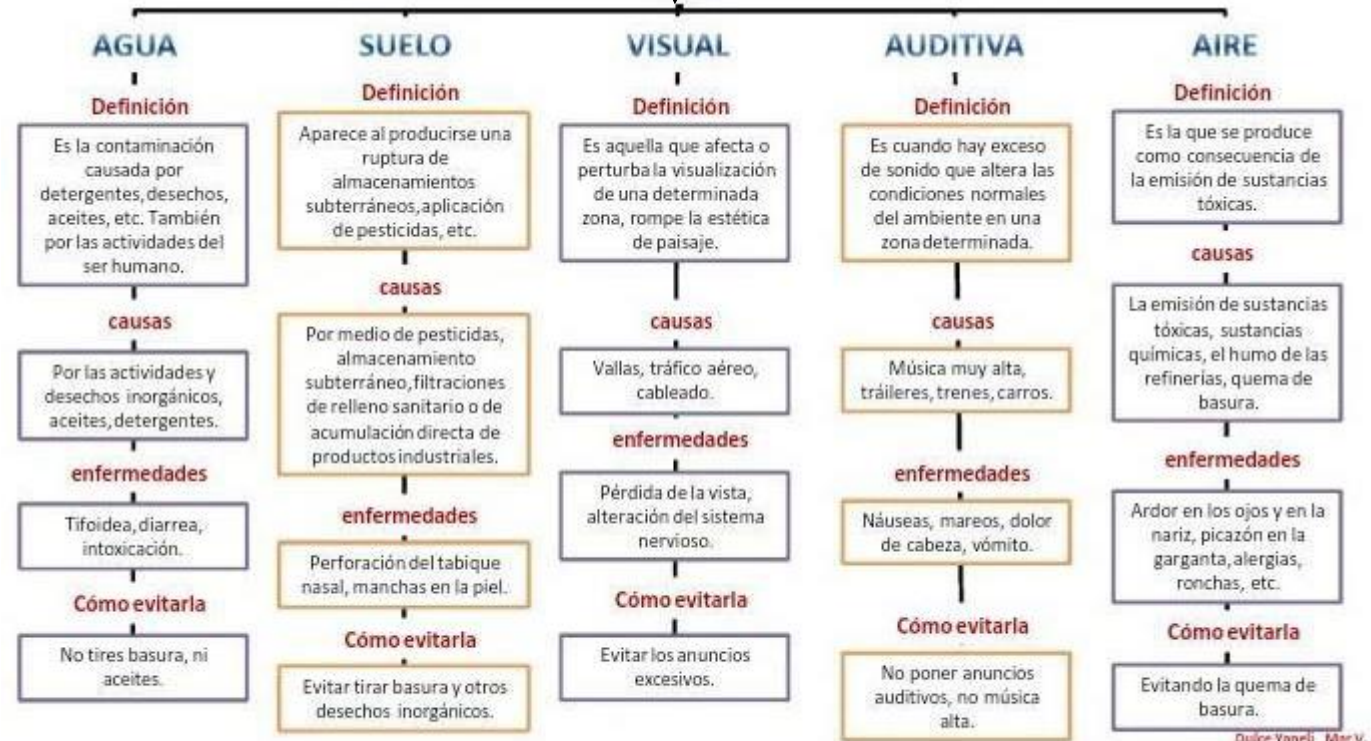 AGUA
Definición
Es la contaminación
causada por
detergentes, desechos,
aceites, etc. También
por las actividades del
ser humano.
causas
Por las actividades y
desechos inorgánicos,
aceites, detergentes.
enfermedades
Tifoidea, diarrea,
intoxicación.
Cómo evitarla
No tires basura, ni
aceites.
SUELO
Definición
Aparece al producirse una
ruptura de
almacenamientos
subterráneos, aplicación
de pesticidas, etc.
causas
Por medio de pesticidas,
almacenamiento
subterráneo, filtraciones
de relleno sanitario o de
acumulación directa de
productos industriales.
enfermedades
Perforación del tabique
nasal, manchas en la piel.
Cómo evitarla
Evitar tirar basura y otros
desechos inorgánicos.
VISUAL
Definición
Es aquella que afecta o
perturba la visualización
de una determinada
zona, rompe la estética
de paisaje.
causas
Vallas, tráfico aéreo,
cableado.
enfermedades
Pérdida de la vista,
alteración del sistema
nervioso.
Cómo evitarla
Evitar los anuncios
excesivos.
AUDITIVA
Definición
Es cuando hay exceso
de sonido que altera las
condiciones normales
del ambiente en una
zona determinada.
causas
Música muy alta,
tráileres, trenes, carros.
enfermedades
Náuseas, mareos, dolor
de cabeza, vómito.
Cómo evitarla
No poner anuncios
auditivos, no música
alta.
AIRE
Definición
Es la que se produce
como consecuencia de
la emisión de sustancias
tóxicas.
causas
La emisión de sustancias
tóxicas, sustancias
químicas, el humo de las
refinerías, quema de
basura.
enfermedades
Ardor en los ojos y en la
nariz, picazón en la
garganta, alergias,
ronchas, etc.
Cómo evitarla
Evitando la quema de
basura.
Dulce